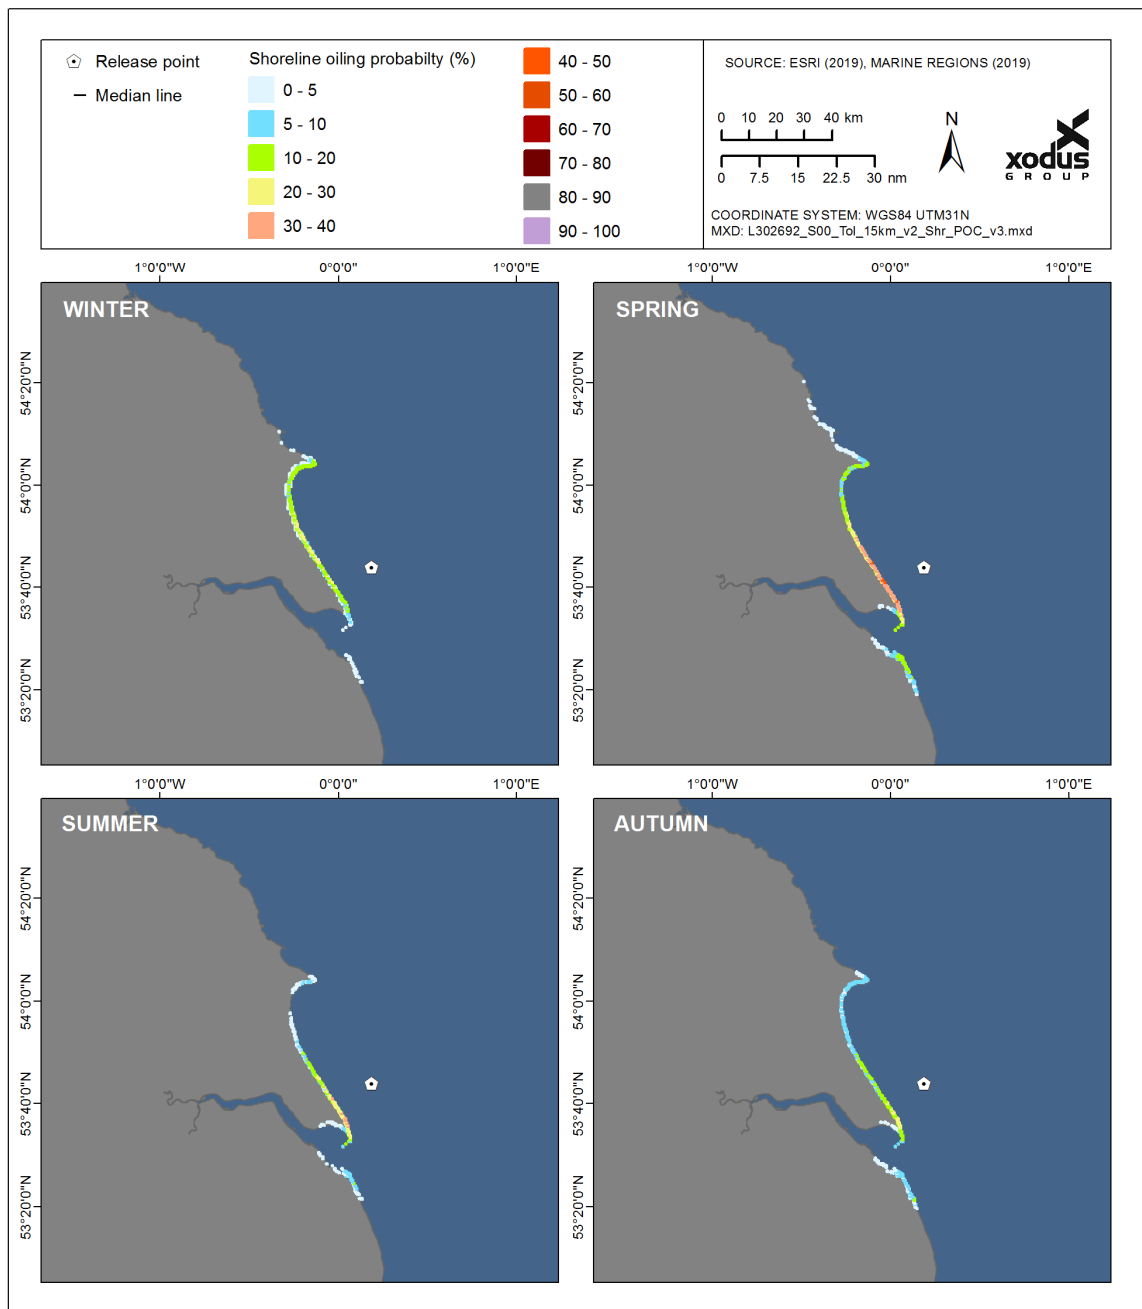 Release point
Median line
Shoreline oiling probabilty (%)
0 - 5
5 - 10
10 - 20
20 - 30
30 - 40
40 - 50
50 - 60
60 - 70
70 - 80
80 - 90
90 - 100
SOURCE: ESRI (2019), MARINE REGIONS (2019)
0 10 20 30 40 km
0 7.5 15 22.5 30 nm
N
xodus
GROUP
COORDINATE SYSTEM: WGS84 UTM31N
MXD: L302692_S00_Tol_15km_v2_Shr_POC_v3.mxd
1°0'0"W 0°0'0" 1°0'0"E
1°0'0"W 0°0'0" 1°0'0"E
WINTER
54°20'0"N
54°0'0"N
53°40'0"N
53°20'0"N
SPRING
54°20'0"N
54°0'0"N
53°40'0"N
53°20'0"N
1°0'0"W 0°0'0" 1°0'0"E
1°0'0"W 0°0'0" 1°0'0"E
SUMMER
54°20'0"N
54°0'0"N
53°40'0"N
53°20'0"N
AUTUMN
54°20'0"N
54°0'0"N
53°40'0"N
53°20'0"N